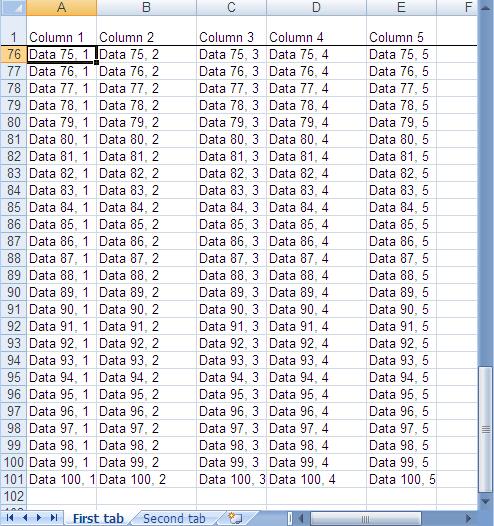 A B C D E F
1 Column 1 Column 2 Column 3 Column 4 Column 5
76 Data 75, 1 Data 75, 2 Data 75, 3 Data 75, 4 Data 75, 5
77 Data 76, 1 Data 76, 2 Data 76, 3 Data 76, 4 Data 76, 5
78 Data 77, 1 Data 77, 2 Data 77, 3 Data 77, 4 Data 77, 5
79 Data 78, 1 Data 78, 2 Data 78, 3 Data 78, 4 Data 78, 5
80 Data 79, 1 Data 79, 2 Data 79, 3 Data 79, 4 Data 79, 5
81 Data 80, 1 Data 80, 2 Data 80, 3 Data 80, 4 Data 80, 5
82 Data 81, 1 Data 81, 2 Data 81, 3 Data 81, 4 Data 81, 5
83 Data 82, 1 Data 82, 2 Data 82, 3 Data 82, 4 Data 82, 5
84 Data 83, 1 Data 83, 2 Data 83, 3 Data 83, 4 Data 83, 5
85 Data 84, 1 Data 84, 2 Data 84, 3 Data 84, 4 Data 84, 5
86 Data 85, 1 Data 85, 2 Data 85, 3 Data 85, 4 Data 85, 5
87 Data 86, 1 Data 86, 2 Data 86, 3 Data 86, 4 Data 86, 5
88 Data 87, 1 Data 87, 2 Data 87, 3 Data 87, 4 Data 87, 5
89 Data 88, 1 Data 88, 2 Data 88, 3 Data 88, 4 Data 88, 5
90 Data 89, 1 Data 89, 2 Data 89, 3 Data 89, 4 Data 89, 5
91 Data 90, 1 Data 90, 2 Data 90, 3 Data 90, 4 Data 90, 5
92 Data 91, 1 Data 91, 2 Data 91, 3 Data 91, 4 Data 91, 5
93 Data 92, 1 Data 92, 2 Data 92, 3 Data 92, 4 Data 92, 5
94 Data 93, 1 Data 93, 2 Data 93, 3 Data 93, 4 Data 93, 5
95 Data 94, 1 Data 94, 2 Data 94, 3 Data 94, 4 Data 94, 5
96 Data 95, 1 Data 95, 2 Data 95, 3 Data 95, 4 Data 95, 5
97 Data 96, 1 Data 96, 2 Data 96, 3 Data 96, 4 Data 96, 5
98 Data 97, 1 Data 97, 2 Data 97, 3 Data 97, 4 Data 97, 5
99 Data 98, 1 Data 98, 2 Data 98, 3 Data 98, 4 Data 98, 5
100 Data 99, 1 Data 99, 2 Data 99, 3 Data 99, 4 Data 99, 5
101 Data 100, 1 Data 100, 2 Data 100, 3 Data 100, 4 Data 100, 5
102
First tab Second tab